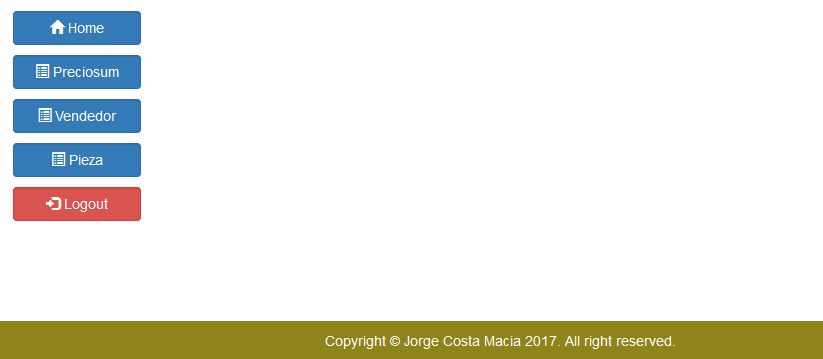 Home
Preciosum
Vendedor
Pieza
Logout
Copyright © Jorge Costa Macia 2017. All right reserved.